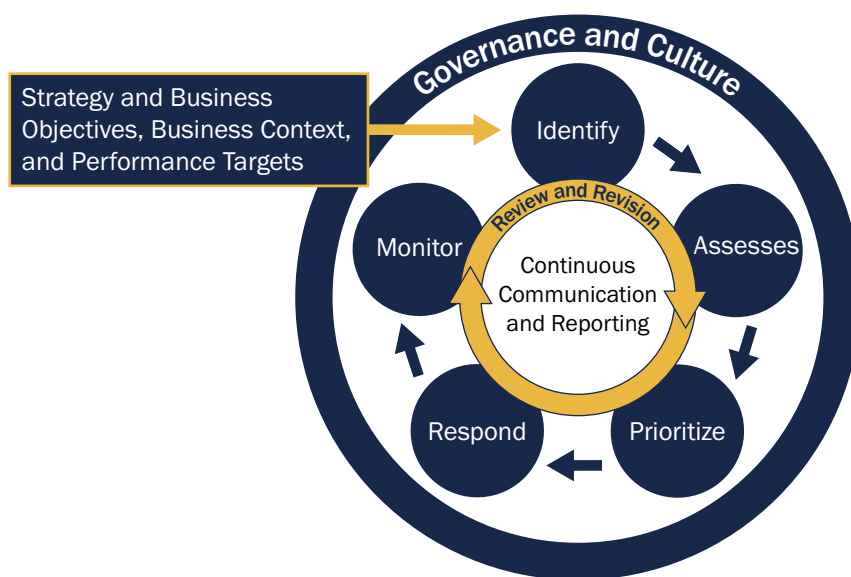 Governance and Culture
Strategy and Business
Objectives, Business Context,
and Performance Targets
Identify
Review and Revision
Monitor
Assesses
Continuous
Communication
and Reporting
Respond
Prioritize